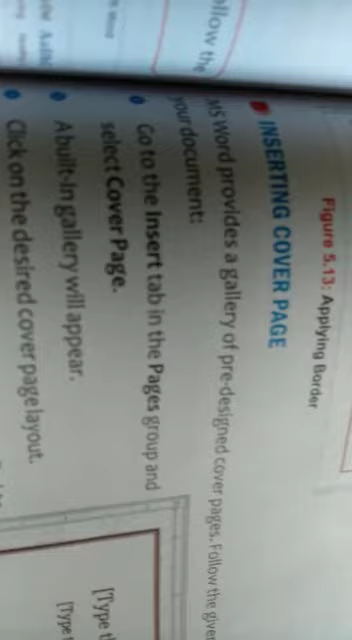 Figure 5.13: Applying Border
INSERTING COVER PAGE
MS Word provides a gallery of pre-designed cover pages. Follow the given
your document:
Go to the Insert tab in the Pages group and
select Cover Page.
A built-in gallery will appear.
Click on the desired cover page layout.
[Type t
[Type
ollow the